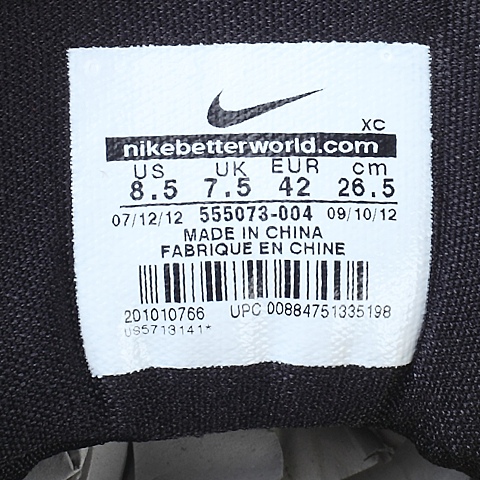 XC
nikebetterworld.com
US UK EUR cm
8.5 7.5 42 26.5
07/12/12 555073-004 09/10/12
MADE IN CHINA
FABRIQUE EN CHINE
201010766 UPC 00884751335198
095713141*